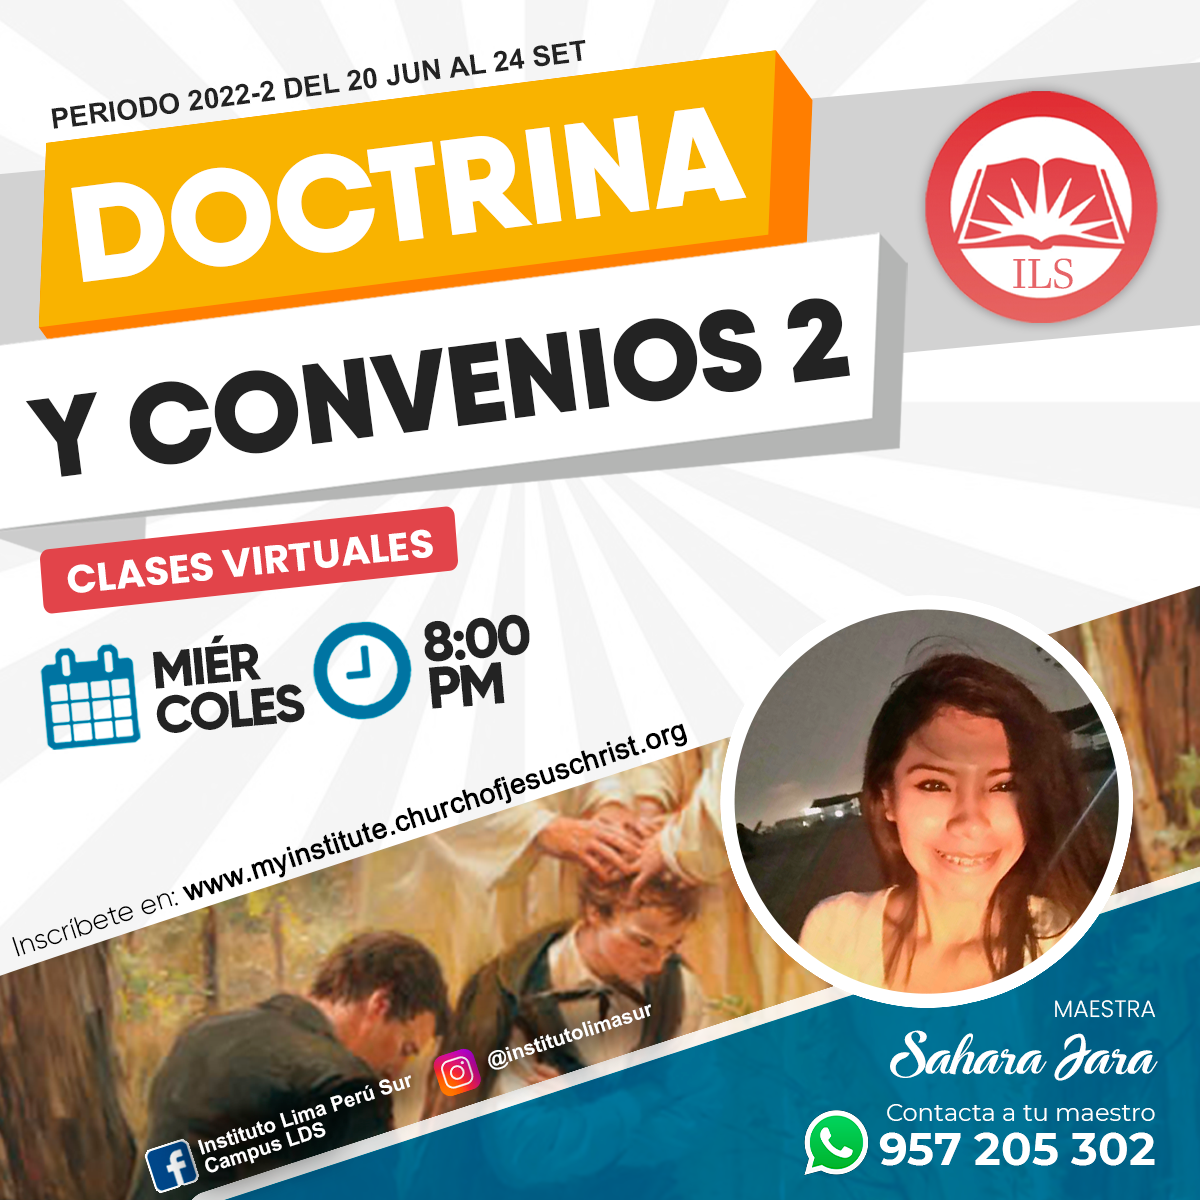 PERIODO 2022-2 DEL 20 JUN AL 24 SET
DOCTRINA
Y CONVENIOS 2
ILS
CLASES VIRTUALES
MIÉR
COLES
8:00
PM
Inscríbete en: www.myinstitute.churchofjesuschrist.org
@institutolimasur
Instituto Lima Perú Sur
Campus LDS
MAESTRA
Sahara Jara
Contacta a tu maestro
957 205 302